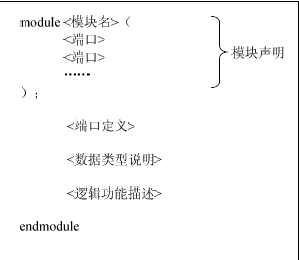 module <模块名>(
<端口>
<端口>
……
);
模块声明
<端口定义>
<数据类型说明>
<逻辑功能描述>
endmodule